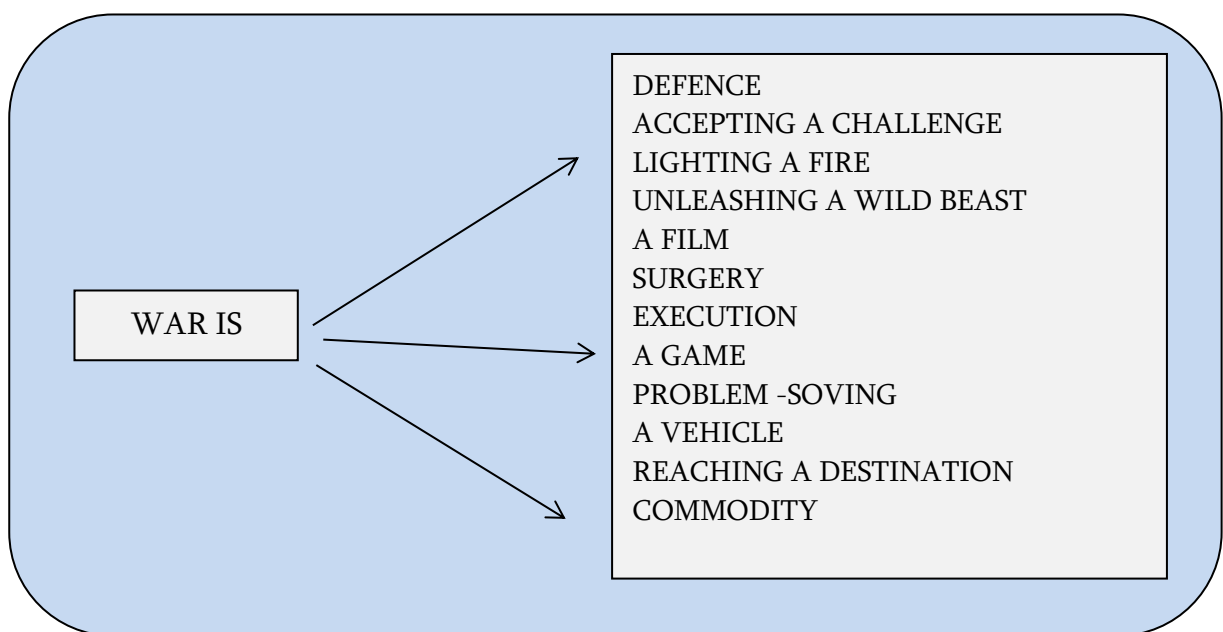 WAR IS
DEFENCE
ACCEPTING A CHALLENGE
LIGHTING A FIRE
UNLEASHING A WILD BEAST
A FILM
SURGERY
EXECUTION
A GAME
PROBLEM -SOVING
A VEHICLE
REACHING A DESTINATION
COMMODITY